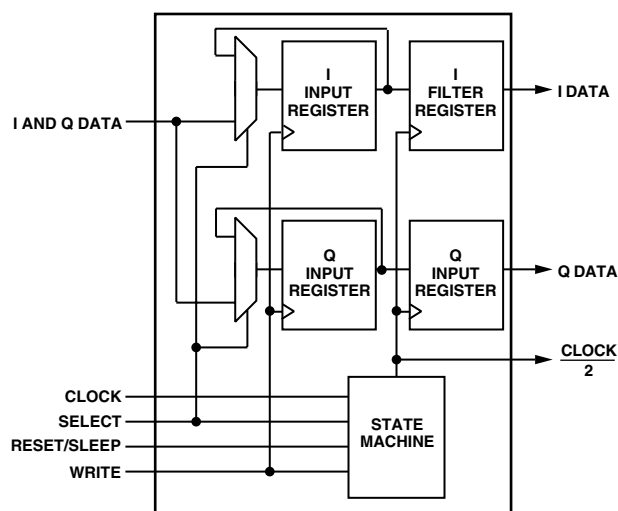 I
INPUT
REGISTER
I
FILTER
REGISTER
I DATA
I AND Q DATA
Q
INPUT
REGISTER
Q
INPUT
REGISTER
Q DATA
CLOCK
2
CLOCK
SELECT
RESET/SLEEP
WRITE
STATE
MACHINE